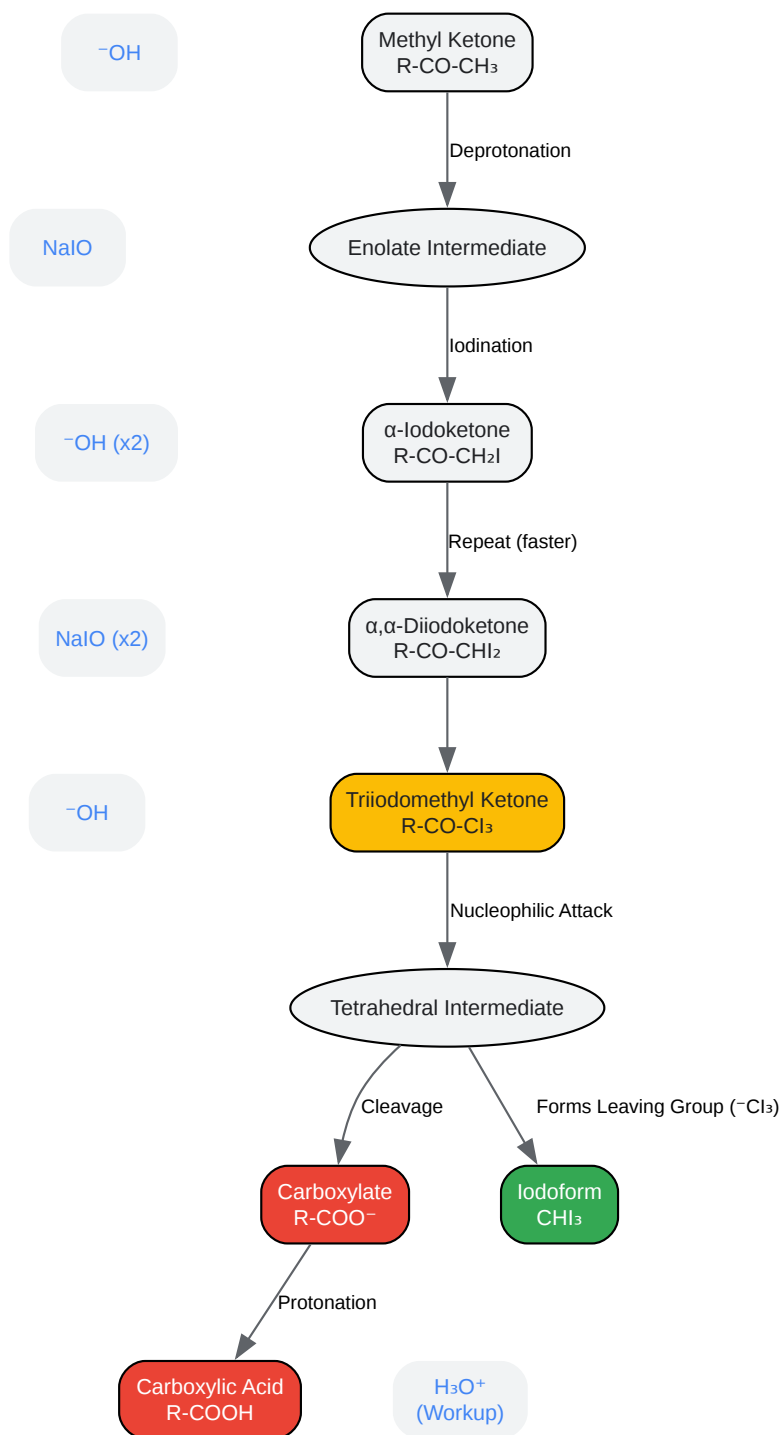 ⁻OH
Methyl Ketone
R-CO-CH₃
Deprotonation
NaIO
Enolate Intermediate
Iodination
⁻OH (x2)
α-Iodoketone
R-CO-CH₂I
Repeat (faster)
NaIO (x2)
α,α-Diiodoketone
R-CO-CHI₂
⁻OH
Triiodomethyl Ketone
R-CO-CI₃
Nucleophilic Attack
Tetrahedral Intermediate
Cleavage
Forms Leaving Group (⁻CI₃)
Carboxylate
R-COO⁻
Iodoform
CHI₃
Protonation
Carboxylic Acid
R-COOH
H₃O⁺
(Workup)